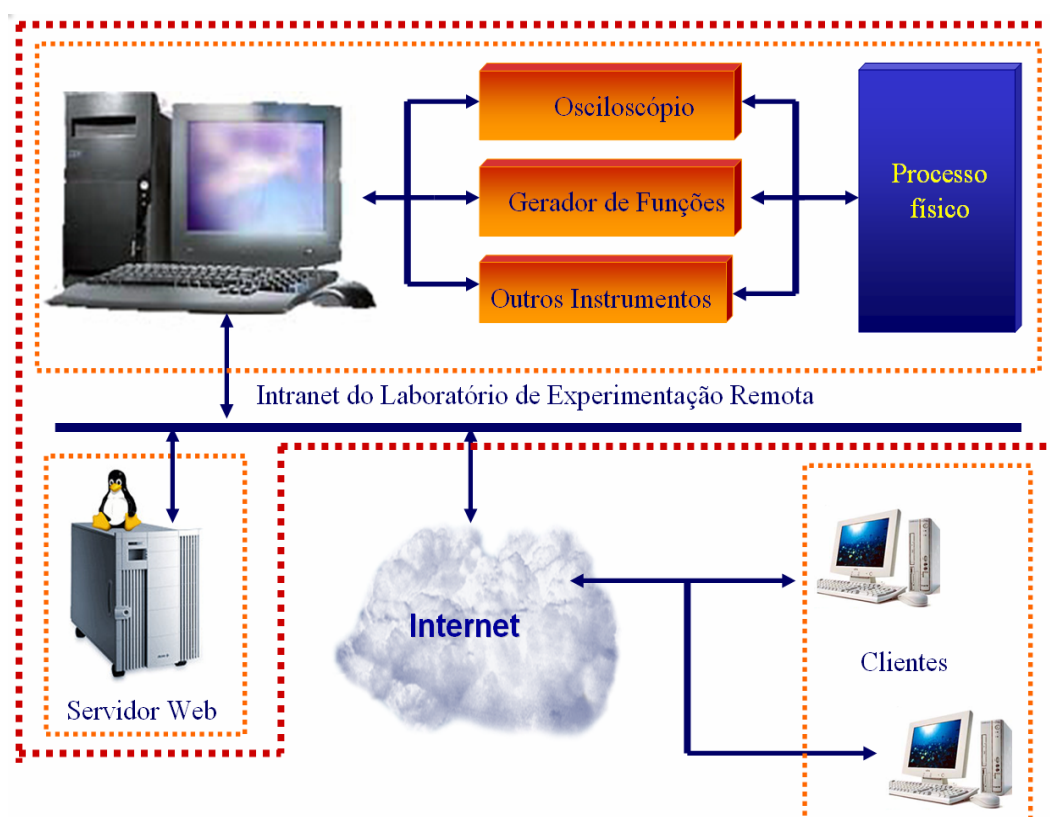 Osciloscópio
Gerador de Funções
Outros Instrumentos
Processo
físico
Intranet do Laboratório de Experimentação Remota
Servidor Web
Internet
Clientes